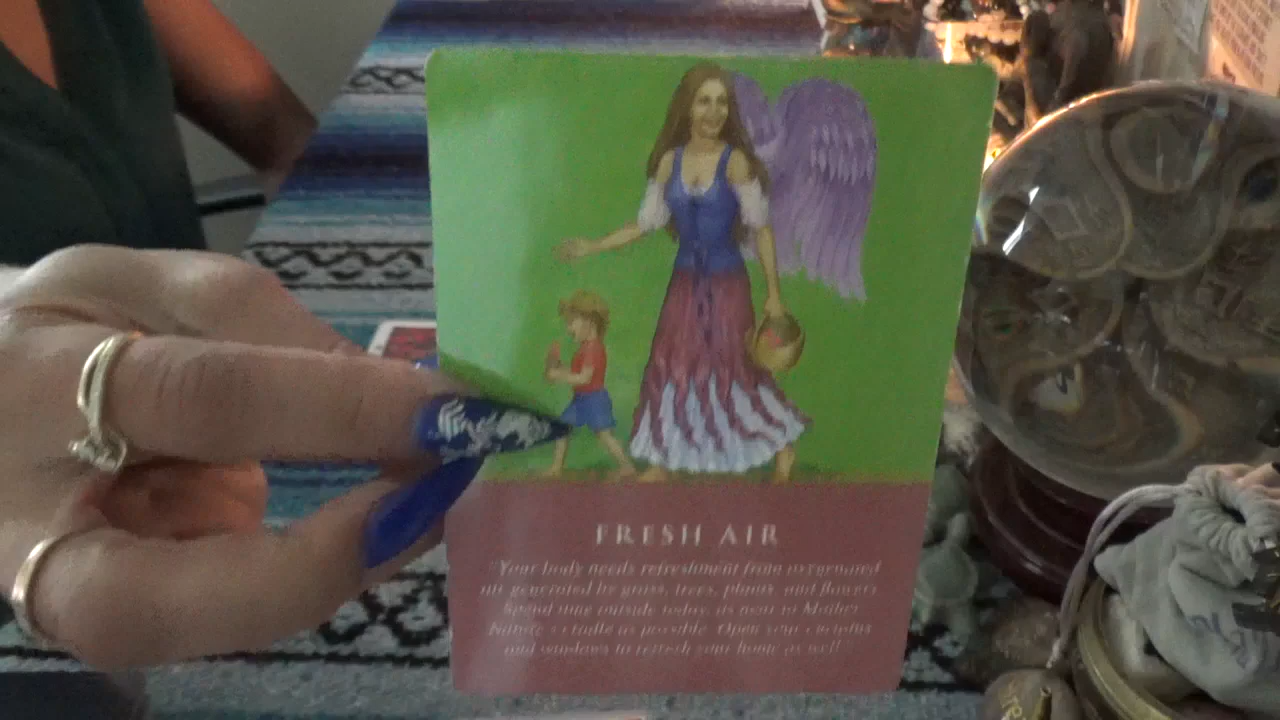 FRESH AIR
"Your body needs refreshment from oxygenated
air generated by grass, trees, plants, and flowers.
Spend time outside today, as near to Mother
Nature's cradle as possible. Open your curtains
and windows to refresh your home as well."